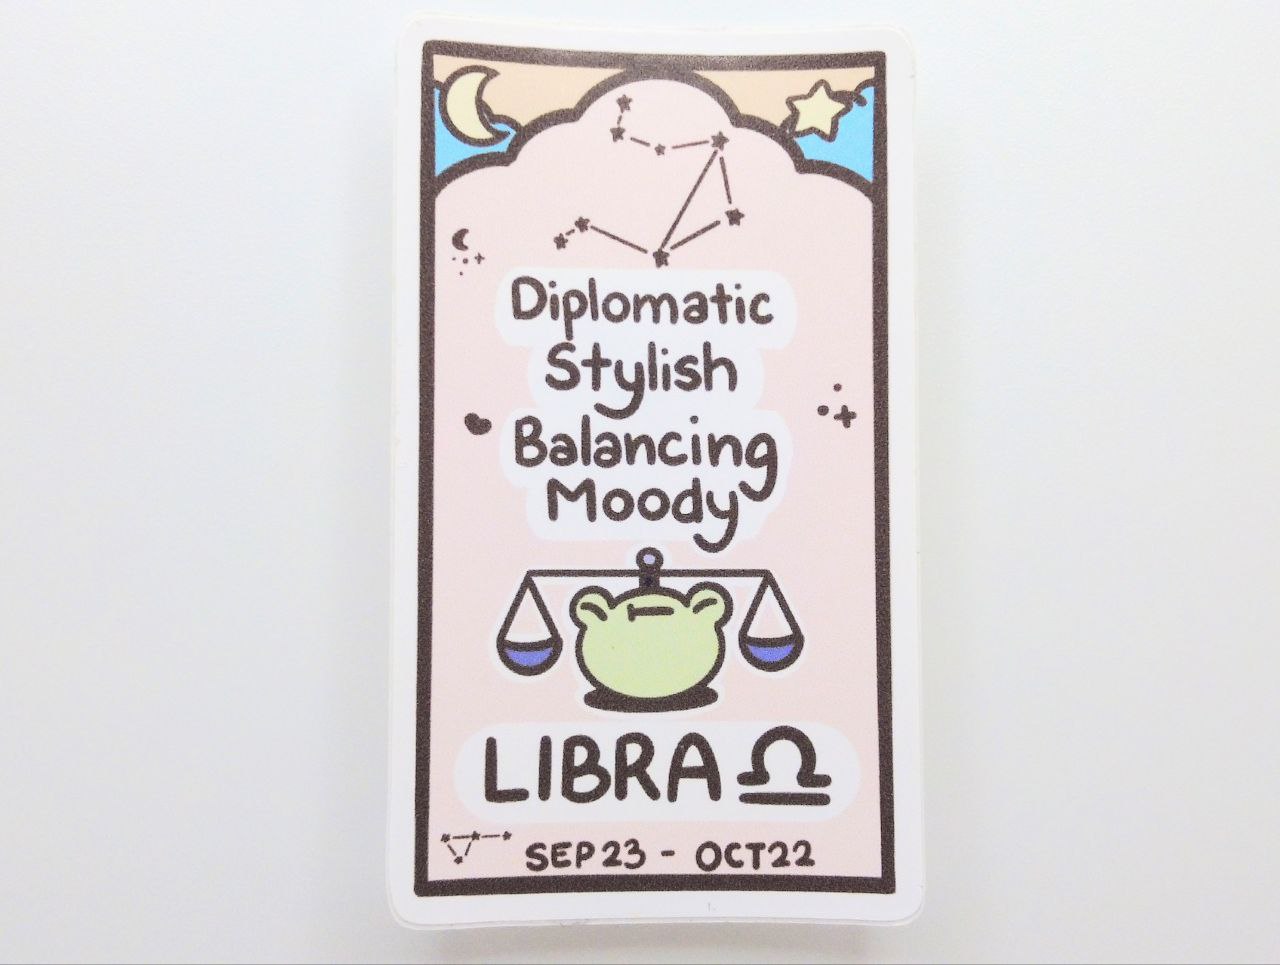 Diplomatic
Stylish
Balancing
Moody
LIBRA ♎
SEP 23 - OCT 22